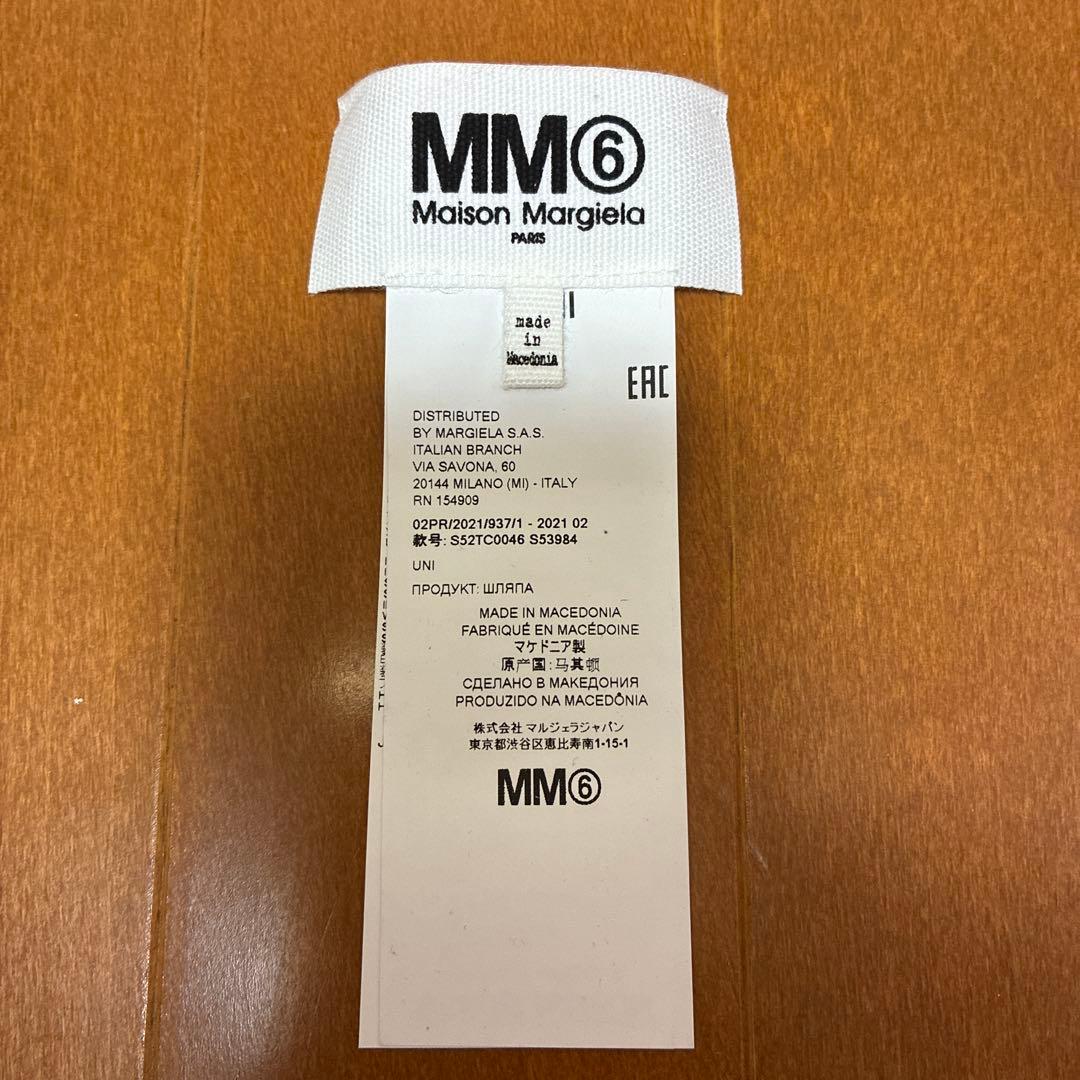 MM⑥
Maison Margiela
PARIS
made
in
Macedonia
EAC
DISTRIBUTED
BY MARGIELA S.A.S.
ITALIAN BRANCH
VIA SAVONA, 60
20144 MILANO (MI) - ITALY
RN 154909
02PR/2021/937/1 - 2021 02
款号: S52TC0046 S53984
UNI
ПРОДУКТ: ШЛЯПА
MADE IN MACEDONIA
FABRIQUÉ EN MACÉDOINE
マケドニア製
原产国: 马其顿
СДЕЛАНО В МАКЕДОНИЯ
PRODUZIDO NA MACEDÔNIA
株式会社 マルジェラジャパン
東京都渋谷区恵比寿南1-15-1
MM⑥